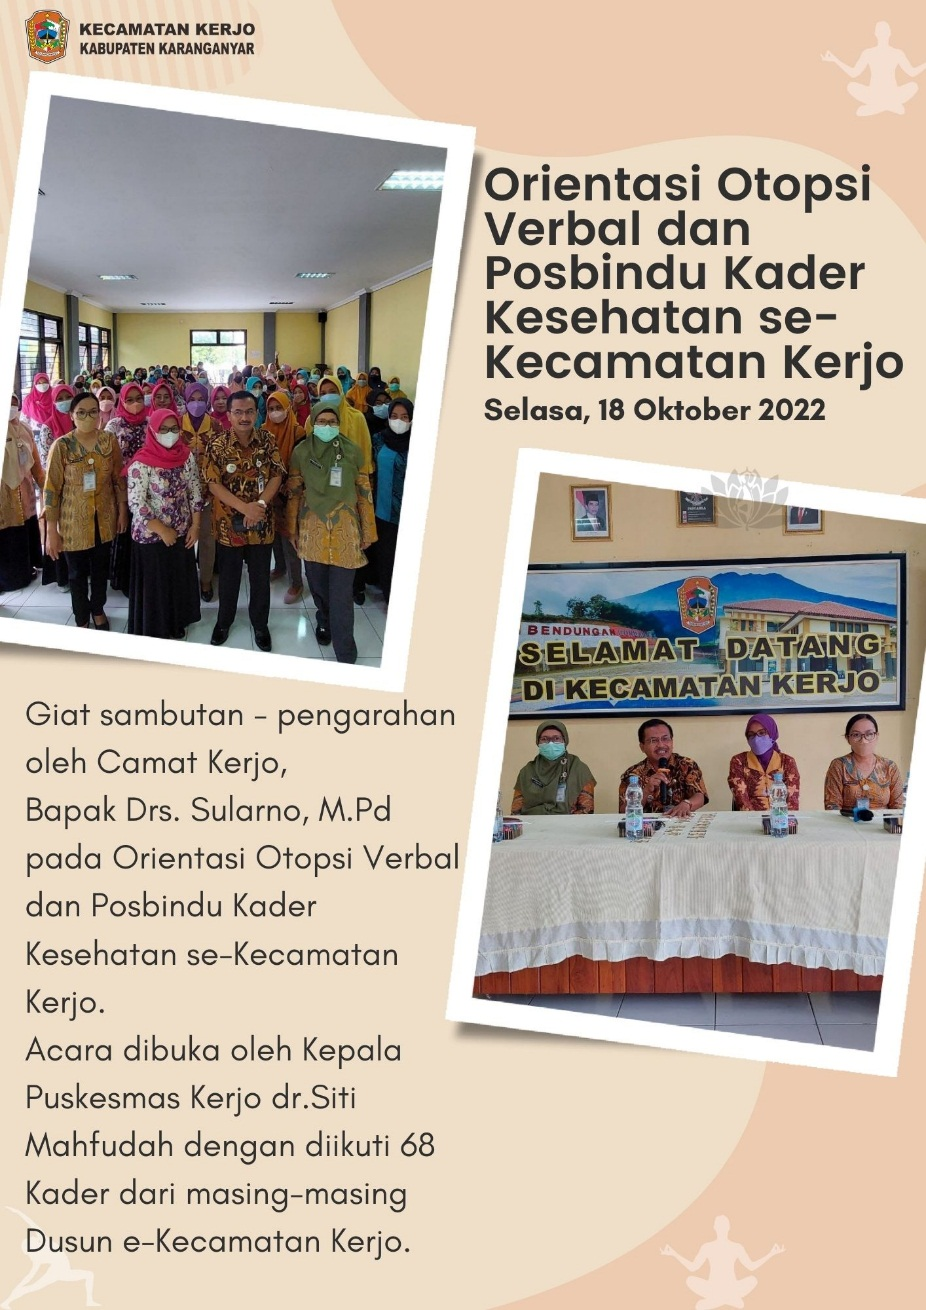 KECAMATAN KERJO
KABUPATEN KARANGANYAR
Orientasi Otopsi
Verbal dan
Posbindu Kader
Kesehatan se-
Kecamatan Kerjo
Selasa, 18 Oktober 2022
BENDUNGAN
SELAMAT DATANG
DI KECAMATAN KERJO
Giat sambutan - pengarahan
oleh Camat Kerjo,
Bapak Drs. Sularno, M.Pd
pada Orientasi Otopsi Verbal
dan Posbindu Kader
Kesehatan se-Kecamatan
Kerjo.
Acara dibuka oleh Kepala
Puskesmas Kerjo dr.Siti
Mahfudah dengan diikuti 68
Kader dari masing-masing
Dusun e-Kecamatan Kerjo.